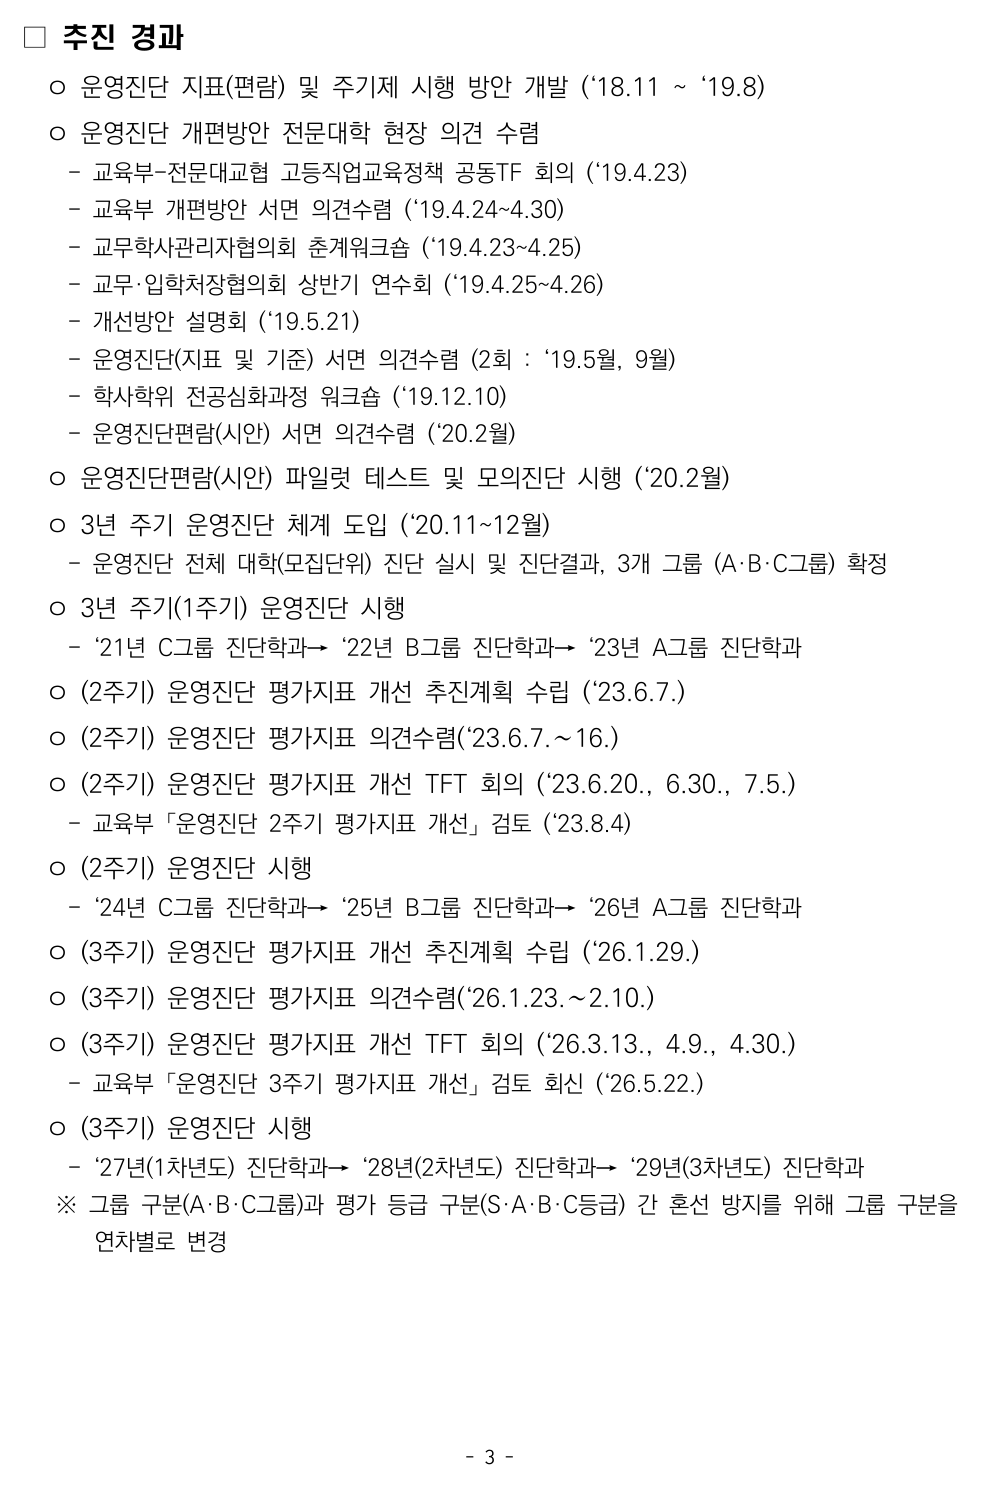 □ 추진 경과
ㅇ 운영진단 지표(편람) 및 주기제 시행 방안 개발 (‘18.11 ~ ‘19.8)
ㅇ 운영진단 개편방안 전문대학 현장 의견 수렴
- 교육부-전문대교협 고등직업교육정책 공동TF 회의 (‘19.4.23)
- 교육부 개편방안 서면 의견수렴 (‘19.4.24~4.30)
- 교무학사관리자협의회 춘계워크숍 (‘19.4.23~4.25)
- 교무·입학처장협의회 상반기 연수회 (‘19.4.25~4.26)
- 개선방안 설명회 (‘19.5.21)
- 운영진단(지표 및 기준) 서면 의견수렴 (2회 : ‘19.5월, 9월)
- 학사학위 전공심화과정 워크숍 (‘19.12.10)
- 운영진단편람(시안) 서면 의견수렴 (‘20.2월)
ㅇ 운영진단편람(시안) 파일럿 테스트 및 모의진단 시행 (‘20.2월)
ㅇ 3년 주기 운영진단 체계 도입 (‘20.11~12월)
- 운영진단 전체 대학(모집단위) 진단 실시 및 진단결과, 3개 그룹 (A·B·C그룹) 확정
ㅇ 3년 주기(1주기) 운영진단 시행
- ‘21년 C그룹 진단학과→ ‘22년 B그룹 진단학과→ ‘23년 A그룹 진단학과
ㅇ (2주기) 운영진단 평가지표 개선 추진계획 수립 (‘23.6.7.)
ㅇ (2주기) 운영진단 평가지표 의견수렴(‘23.6.7.~16.)
ㅇ (2주기) 운영진단 평가지표 개선 TFT 회의 (‘23.6.20., 6.30., 7.5.)
- 교육부「운영진단 2주기 평가지표 개선」검토 (‘23.8.4)
ㅇ (2주기) 운영진단 시행
- ‘24년 C그룹 진단학과→ ‘25년 B그룹 진단학과→ ‘26년 A그룹 진단학과
ㅇ (3주기) 운영진단 평가지표 개선 추진계획 수립 (‘26.1.29.)
ㅇ (3주기) 운영진단 평가지표 의견수렴(‘26.1.23.~2.10.)
ㅇ (3주기) 운영진단 평가지표 개선 TFT 회의 (‘26.3.13., 4.9., 4.30.)
- 교육부「운영진단 3주기 평가지표 개선」검토 회신 (‘26.5.22.)
ㅇ (3주기) 운영진단 시행
- ‘27년(1차년도) 진단학과→ ‘28년(2차년도) 진단학과→ ‘29년(3차년도) 진단학과
※ 그룹 구분(A·B·C그룹)과 평가 등급 구분(S·A·B·C등급) 간 혼선 방지를 위해 그룹 구분을
연차별로 변경
- 3 -